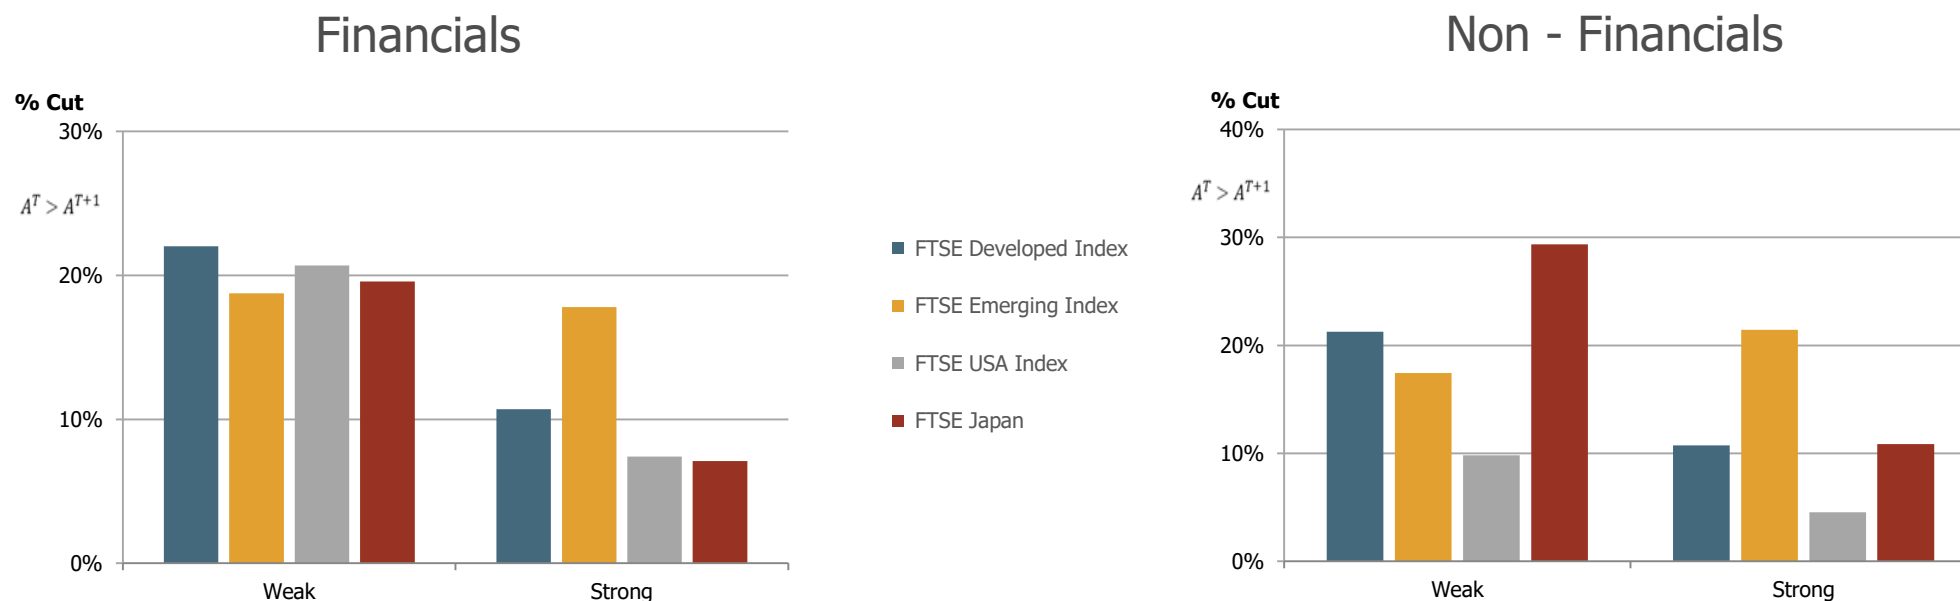 Financials
% Cut
30%
A^T > A^{T+1}
20%
10%
0%
Weak
Strong
FTSE Developed Index
FTSE Emerging Index
FTSE USA Index
FTSE Japan
Non - Financials
% Cut
40%
A^T > A^{T+1}
30%
20%
10%
0%
Weak
Strong